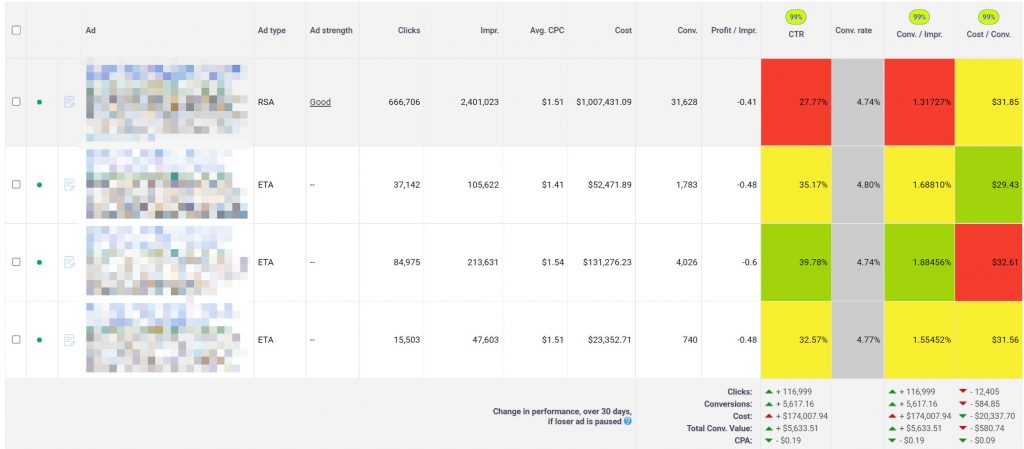 99% 99% 99%
Ad Ad type Ad strength Clicks Impr. Avg. CPC Cost Conv. Profit / Impr. CTR Conv. rate Conv. / Impr. Cost / Conv.
RSA Good 666,706 2,401,023 $1.51 $1,007,431.09 31,628 -0.41 27.77% 4.74% 1.31727% $31.85
ETA -- 37,142 105,622 $1.41 $52,471.89 1,783 -0.48 35.17% 4.80% 1.68810% $29.43
ETA -- 84,975 213,631 $1.54 $131,276.23 4,026 -0.6 39.78% 4.74% 1.88456% $32.61
ETA -- 15,503 47,603 $1.51 $23,352.71 740 -0.48 32.57% 4.77% 1.55452% $31.56
Change in performance, over 30 days,
if loser ad is paused ?
Clicks: + 116,999 + 116,999 - 12,405
Conversions: + 5,617.16 + 5,617.16 - 584.85
Cost: + $174,007.94 + $174,007.94 - $20,337.70
Total Conv. Value: + $5,633.51 + $5,633.51 - $580.74
CPA: - $0.19 - $0.19 - $0.09